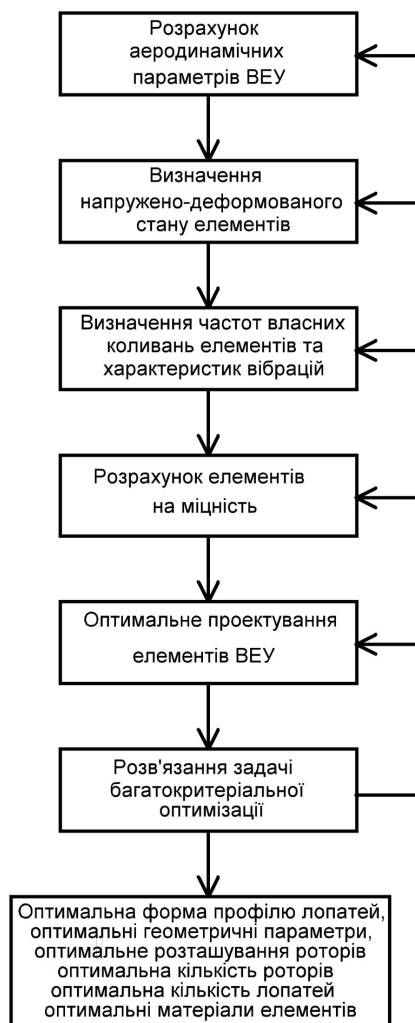 Розрахунок
аеродинамічних
параметрів ВЕУ
Визначення
напружено-деформованого
стану елементів
Визначення частот власних
коливань елементів та
характеристик вібрацій
Розрахунок елементів
на міцність
Оптимальне проектування
елементів ВЕУ
Розв'язання задачі
багатокритеріальної
оптимізації
Оптимальна форма профілю лопатей,
оптимальні геометричні параметри,
оптимальне розташування роторів
оптимальна кількість роторів
оптимальна кількість лопатей
оптимальні матеріали елементів